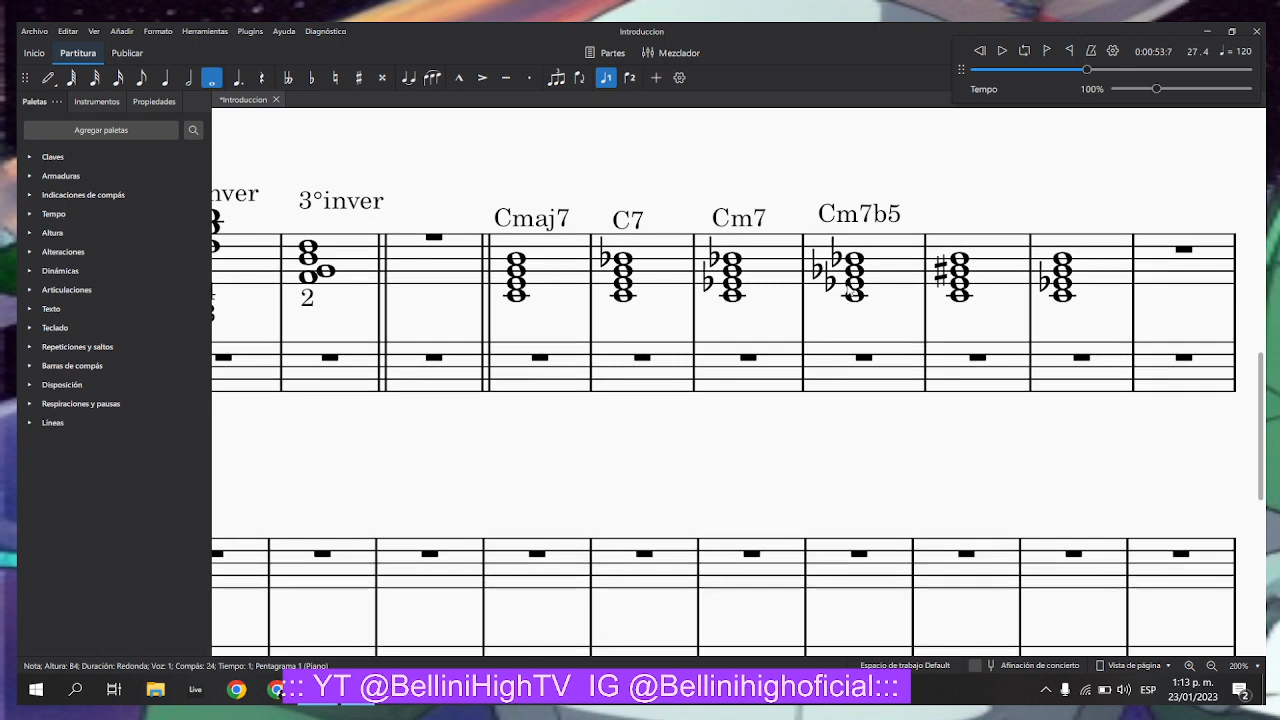 Archivo Editar Ver Añadir Formato Herramientas Plugins Ayuda Diagnóstico
Introduccion
Inicio Partitura Publicar
Partes Mezclador
0:00:53:7 27 .4 = 120
Tempo 100%
Paletas Instrumentos Propiedades
*Introduccion
Agregar paletas
Claves
Armaduras
Indicaciones de compás
Tempo
Altura
Alteraciones
Dinámicas
Articulaciones
Texto
Teclado
Repeticiones y saltos
Barras de compás
Disposición
Respiraciones y pausas
Líneas
nver 3°inver Cmaj7 C7 Cm7 Cm7b5
2
Nota; Altura: B4; Duración: Redonda; Voz: 1; Compás: 24; Tiempo: 1; Pentagrama 1 (Piano)
Espacio de trabajo Default Afinación de concierto Vista de página 200%
Live
::: YT @BelliniHighTV IG @Bellinihighoficial:::
ESP
1:13 p. m.
23/01/2023
2